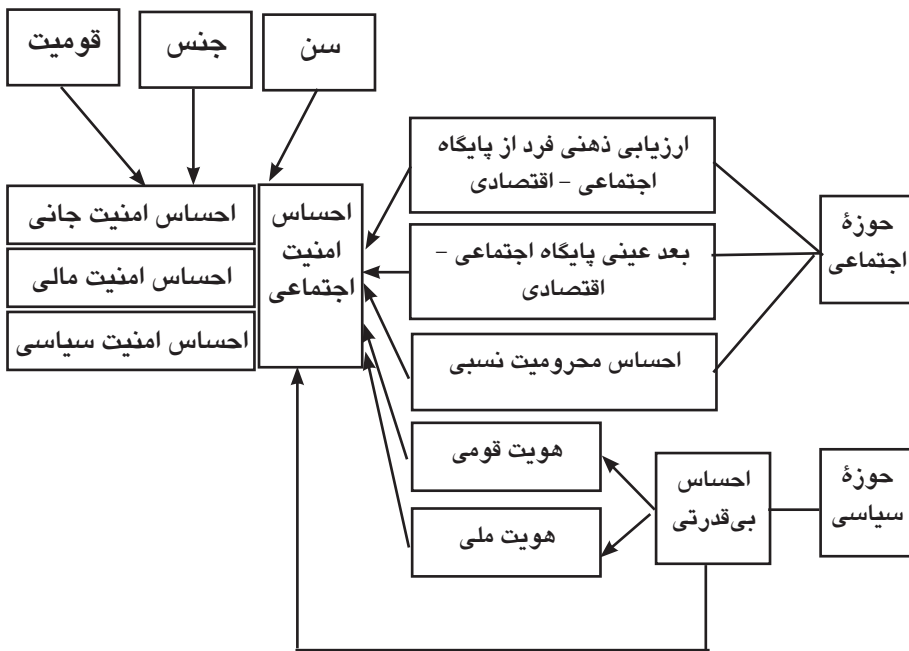 سن
جنس
قومیت
ارزیابی ذهنی فرد از پایگاه
اجتماعی – اقتصادی
احساس
امنیت
اجتماعی
احساس امنیت جانی
احساس امنیت مالی
احساس امنیت سیاسی
حوزۀ
اجتماعی
بعد عینی پایگاه اجتماعی –
اقتصادی
احساس محرومیت نسبی
هویت قومی
هویت ملی
احساس
بی‌قدرتی
حوزۀ
سیاسی